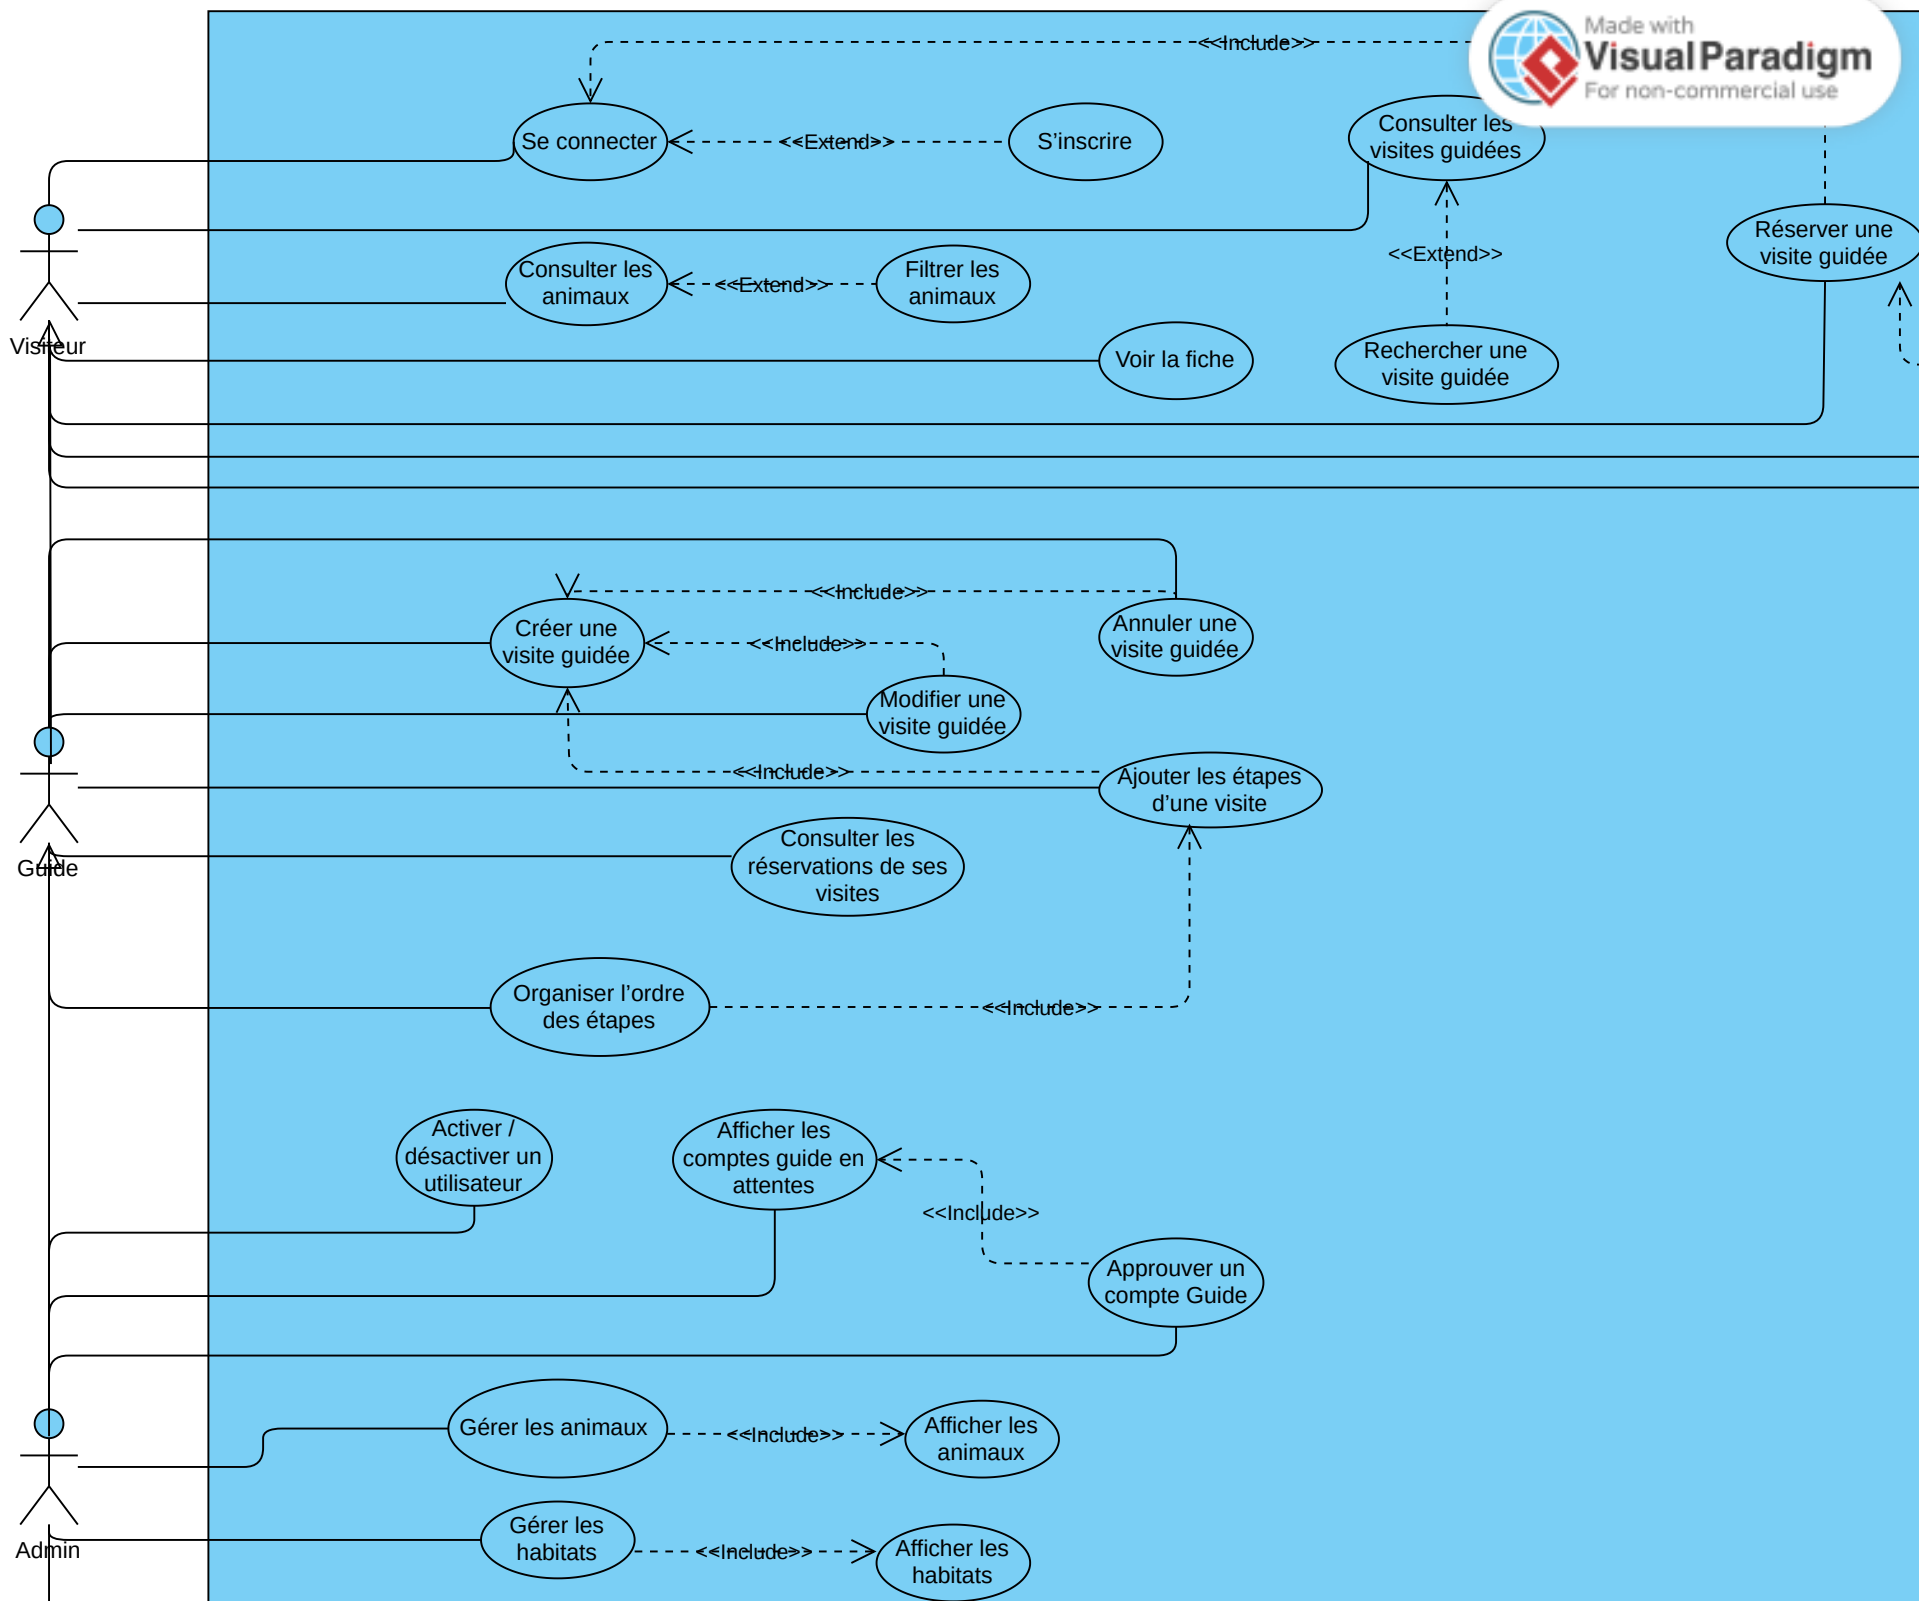 Made with
Visual Paradigm
For non-commercial use
<<Include>>
Se connecter
<<Extend>>
S'inscrire
Consulter les
visites guidées
Réserver une
visite guidée
<<Extend>>
Consulter les
animaux
<<Extend>>
Filtrer les
animaux
Visiteur
Voir la fiche
Rechercher une
visite guidée
<<Include>>
Créer une
visite guidée
<<Include>>
Annuler une
visite guidée
Modifier une
visite guidée
<<Include>>
Ajouter les étapes
d'une visite
Consulter les
réservations de ses
visites
Guide
Organiser l'ordre
des étapes
<<Include>>
Activer /
désactiver un
utilisateur
Afficher les
comptes guide en
attentes
<<Include>>
Approuver un
compte Guide
Gérer les animaux
<<Include>>
Afficher les
animaux
Gérer les
habitats
<<Include>>
Afficher les
habitats
Admin